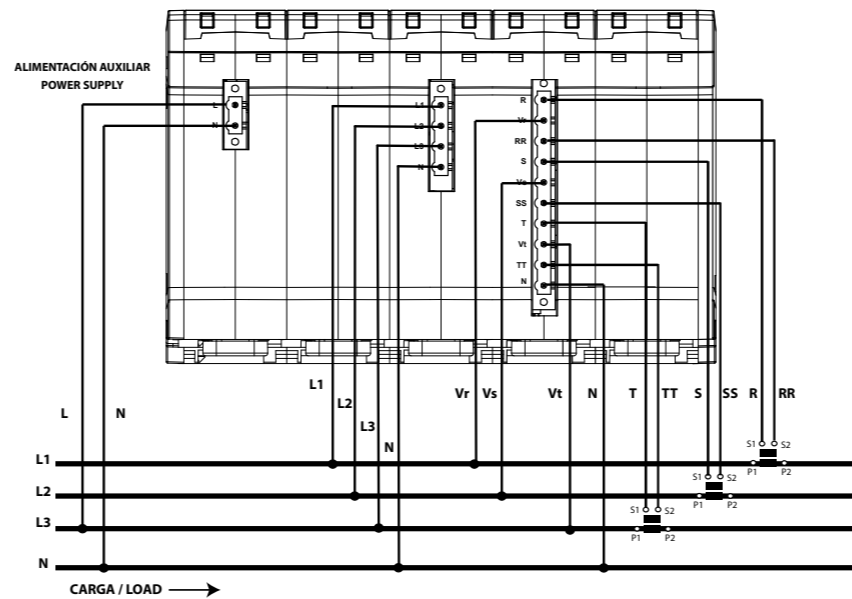 ALIMENTACIÓN AUXILIAR
POWER SUPPLY
L
N
L1
L2
L3
N
R
Vr
RR
S
Vs
SS
T
Vt
TT
N
L N L1 L2 L3 N Vr Vs Vt N T TT S SS R RR
S1 S2
L1
P1 P2
S1 S2
L2
P1 P2
S1 S2
L3
P1 P2
N
CARGA / LOAD